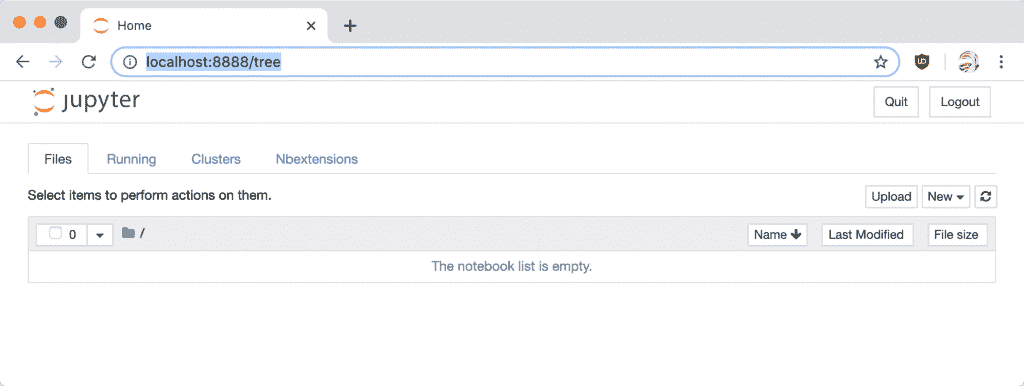 Home
localhost:8888/tree
jupyter
Quit
Logout
Files
Running
Clusters
Nbextensions
Select items to perform actions on them.
Upload
New
0
/
Name
Last Modified
File size
The notebook list is empty.